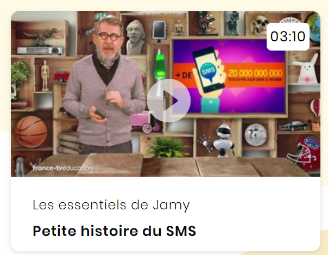 03:10
SMS
+ DE
20 000 000 000
france•tvéducation
Les essentiels de Jamy
Petite histoire du SMS